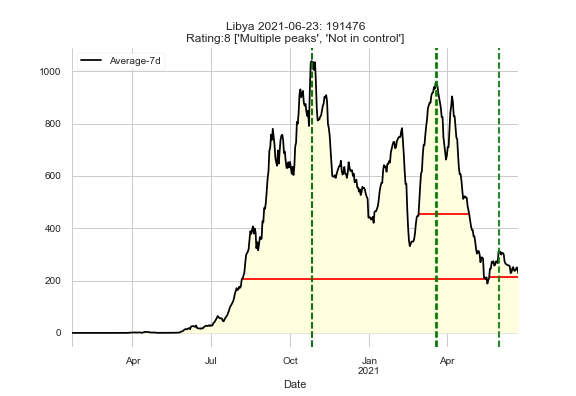 Libya 2021-06-23: 191476
Rating:8 ['Multiple peaks', 'Not in control']
Average-7d
1000
800
600
400
200
0
Apr
Jul
Oct
Jan
2021
Apr
Date